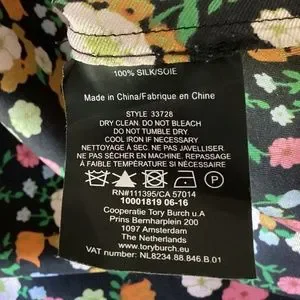 100% SILK/SOIE
Made in China/Fabrique en Chine
STYLE 33728
DRY CLEAN. DO NOT BLEACH
DO NOT TUMBLE DRY.
COOL IRON IF NECESSARY
NETTOYAGE À SEC. NE PAS JAVELLISER.
NE PAS SÉCHER EN MACHINE. REPASSAGE
À FAIBLE TEMPÉRATURE SI NÉCESSAIRE
P
RN#111395/CA 57014
10001819 06-16
Cooperatie Tory Burch u.A
Prins Bernhardplein 200
1097 Amsterdam
The Netherlands
www.toryburch.com
VAT number: NL8234.88.846.B.01